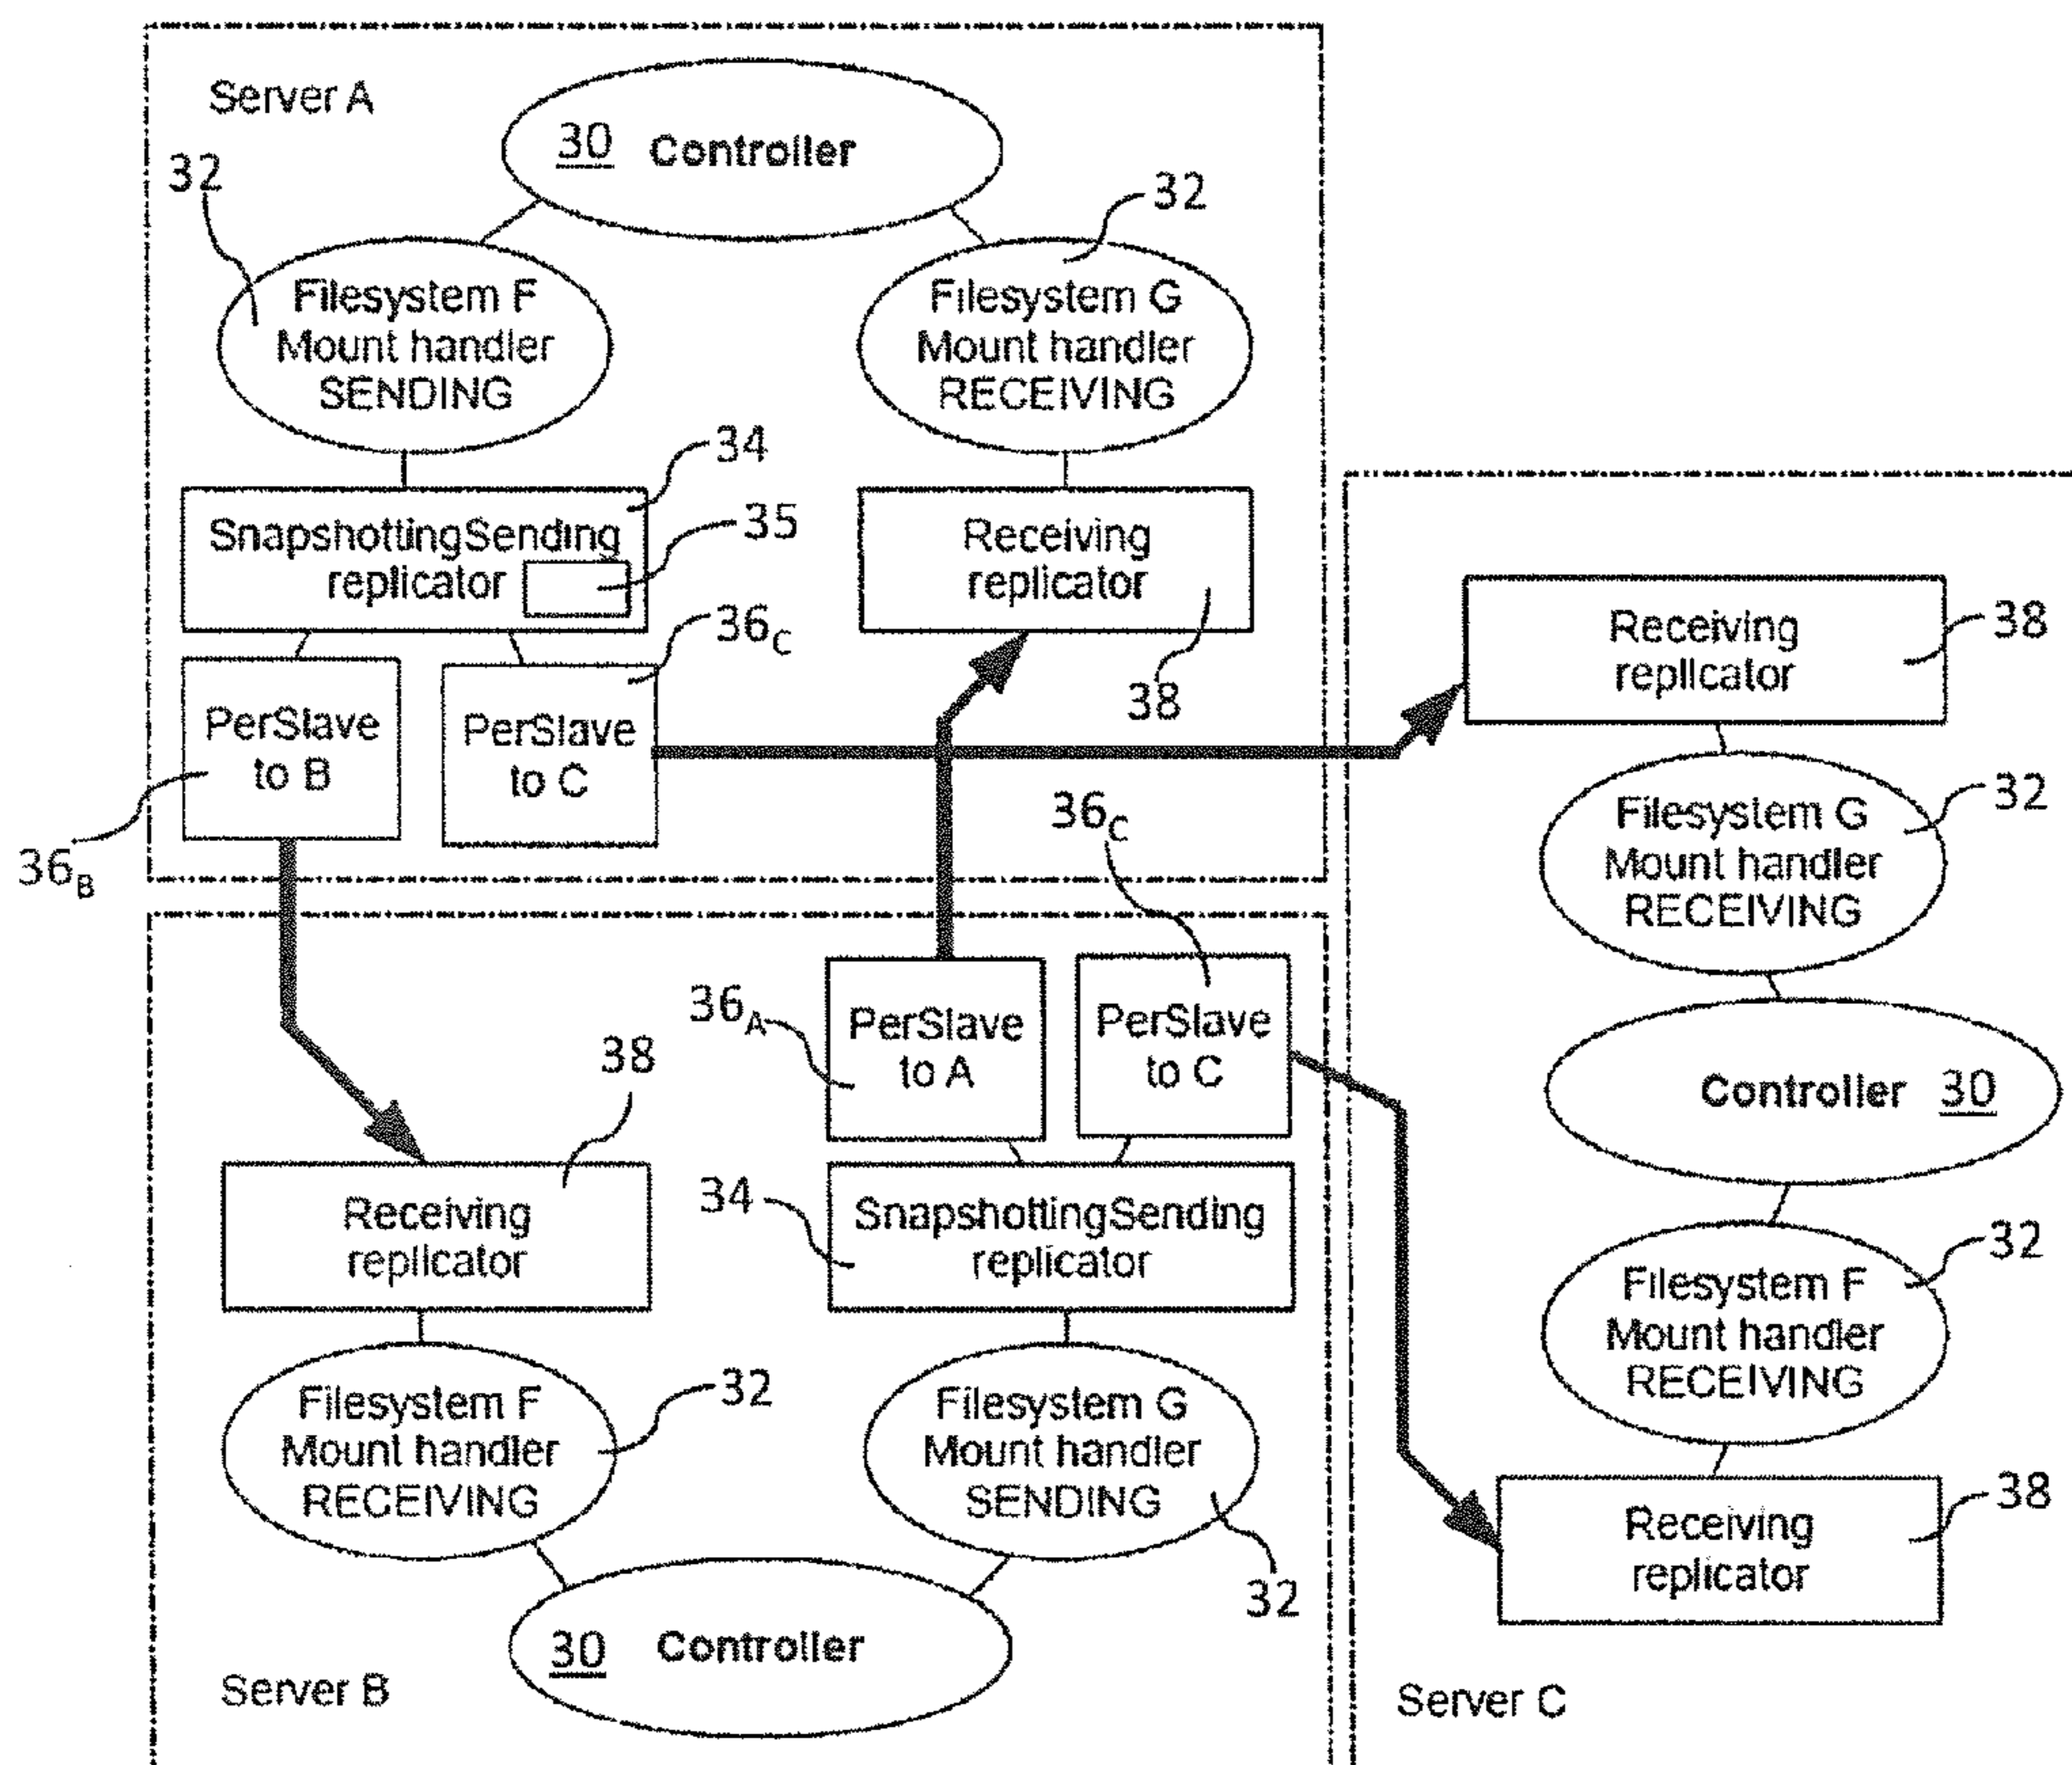 Server A
30 Controller
32
32
Filesystem F
Mount handler
SENDING
Filesystem G
Mount handler
RECEIVING
34
35
SnapshottingSending
replicator
Receiving
replicator
36C
38
PerSlave
to B
PerSlave
to C
36B
Receiving
replicator
38
Filesystem G
Mount handler
RECEIVING
32
Controller 30
Filesystem F
Mount handler
RECEIVING
32
Receiving
replicator
38
Server C
36C
36A
PerSlave
to A
PerSlave
to C
38
34
Receiving
replicator
SnapshottingSending
replicator
Filesystem F
Mount handler
RECEIVING
32
Filesystem G
Mount handler
SENDING
32
30 Controller
Server B